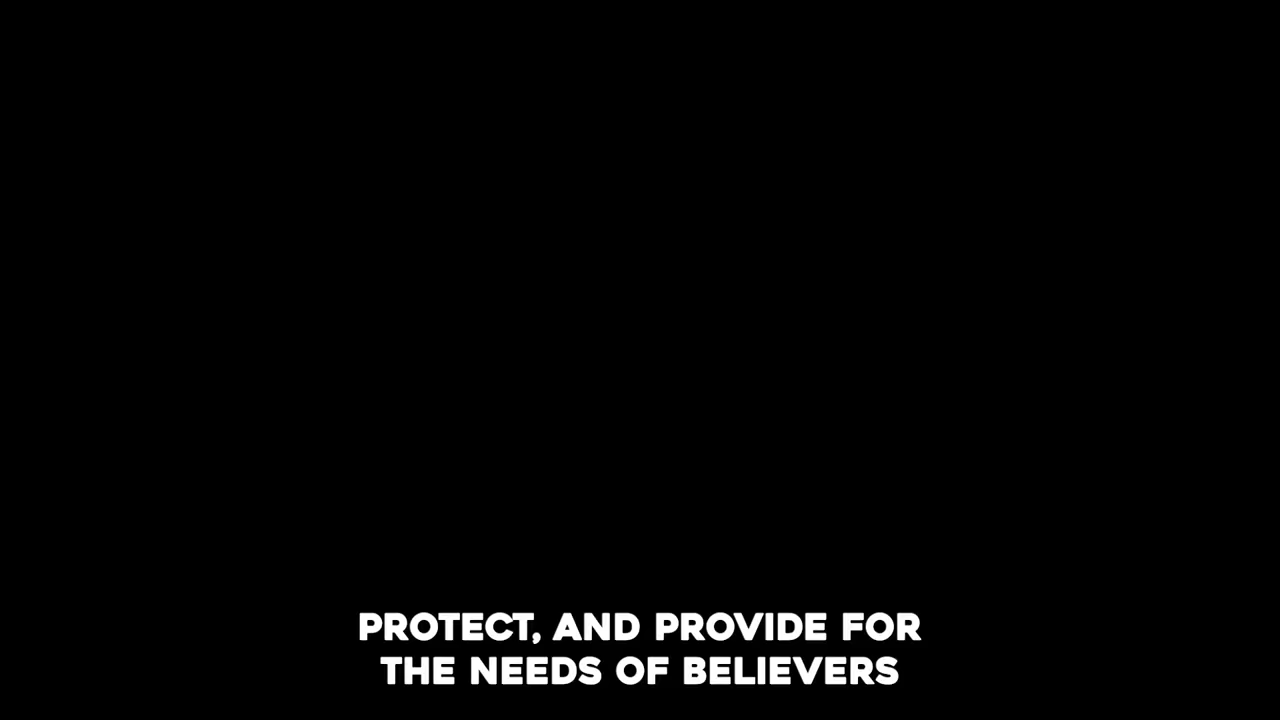 PROTECT, AND PROVIDE FOR
THE NEEDS OF BELIEVERS